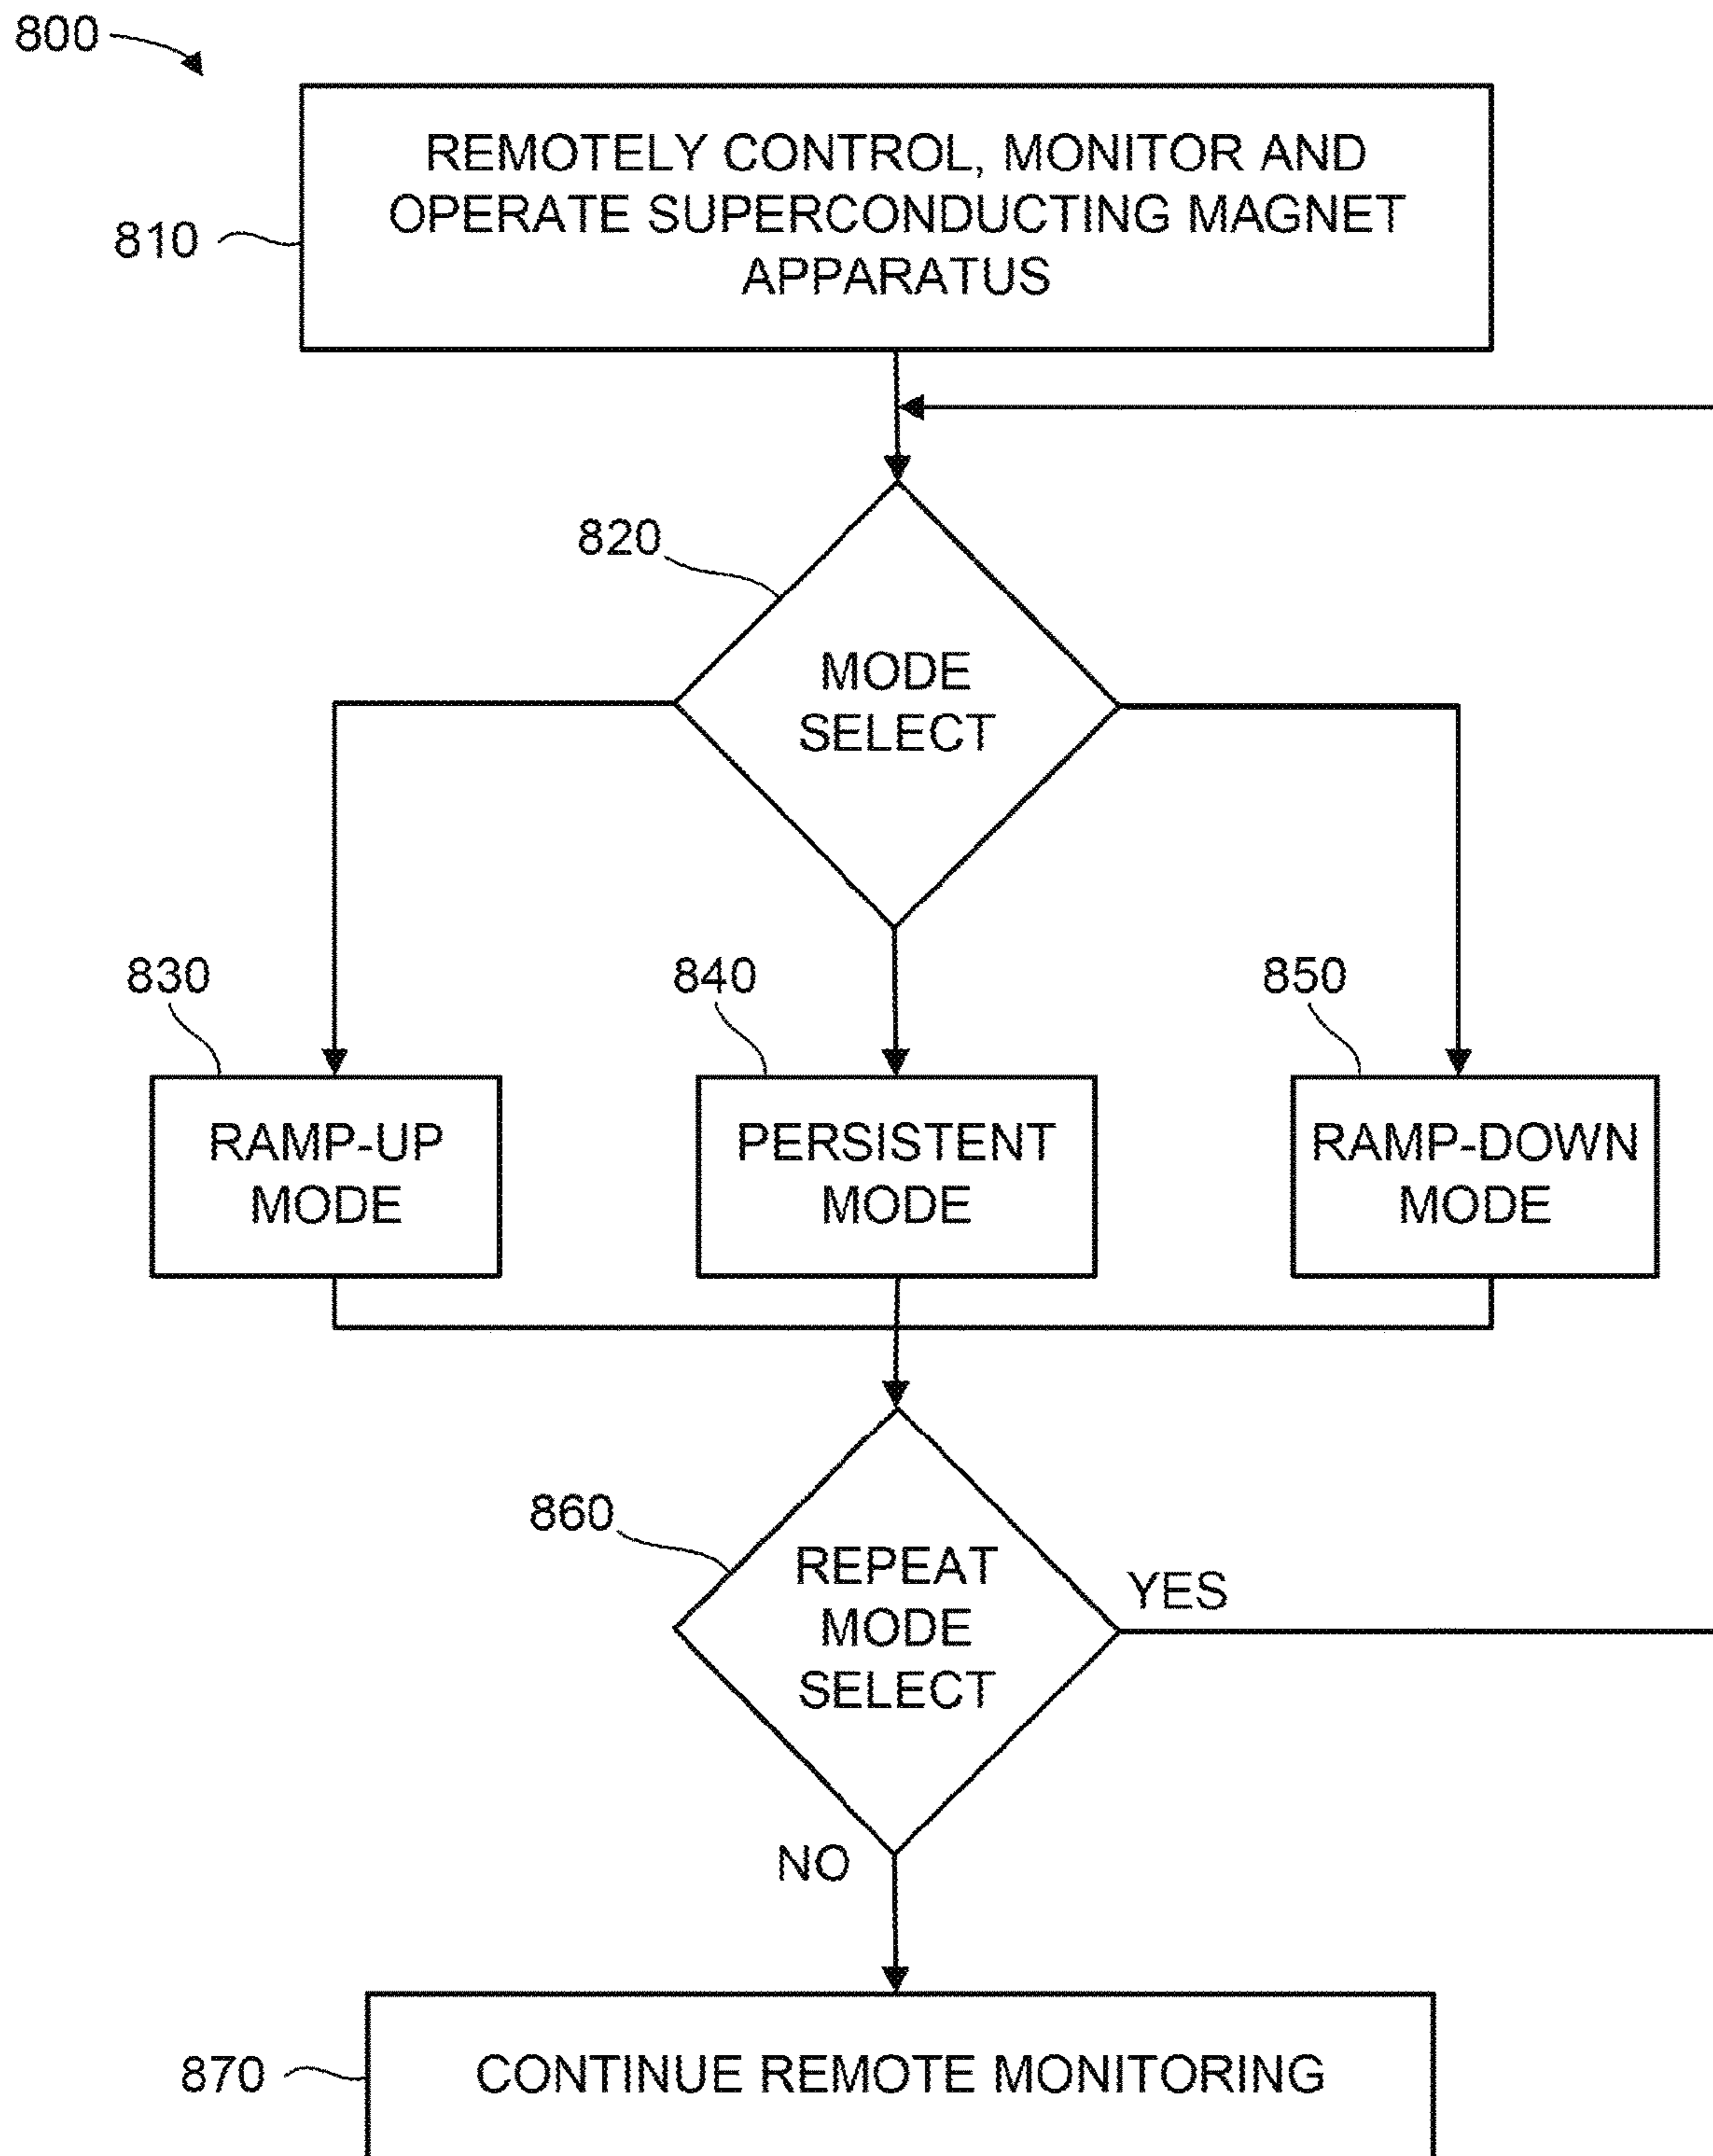 800
REMOTELY CONTROL, MONITOR AND
OPERATE SUPERCONDUCTING MAGNET
APPARATUS
810
820
MODE
SELECT
830
840
850
RAMP-UP
MODE
PERSISTENT
MODE
RAMP-DOWN
MODE
860
REPEAT
MODE
SELECT
YES
NO
870
CONTINUE REMOTE MONITORING